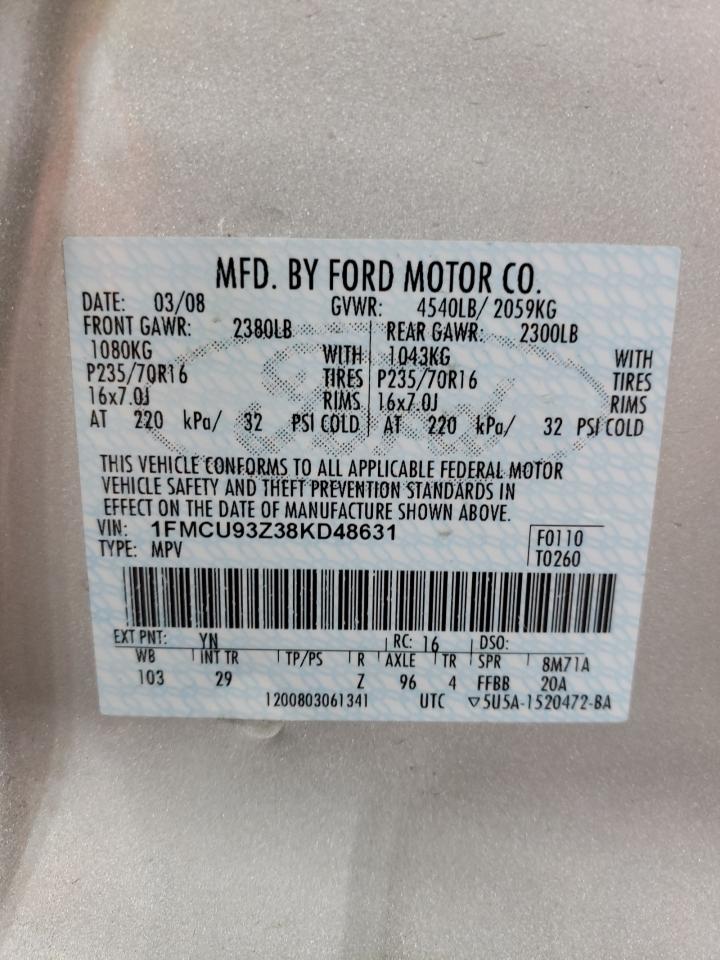 MFD. BY FORD MOTOR CO.
DATE: 03/08 GVWR: 4540LB/ 2059KG
FRONT GAWR: 2380LB REAR GAWR: 2300LB
1080KG WITH 1043KG WITH
P235/70R16 TIRES P235/70R16 TIRES
16x7.0J RIMS 16x7.0J RIMS
AT 220 kPa/ 32 PSI COLD AT 220 kPa/ 32 PSI COLD
THIS VEHICLE CONFORMS TO ALL APPLICABLE FEDERAL MOTOR
VEHICLE SAFETY AND THEFT PREVENTION STANDARDS IN
EFFECT ON THE DATE OF MANUFACTURE SHOWN ABOVE.
VIN: 1FMCU93Z38KD48631 F0110
TYPE: MPV T0260
EXT PNT: YN RC: 16 DSO:
WB INT TR TP/PS R AXLE TR SPR 8M71A
103 29 Z 96 4 FFBB 20A
1200803061341 UTC ▽5U5A-1520472-BA